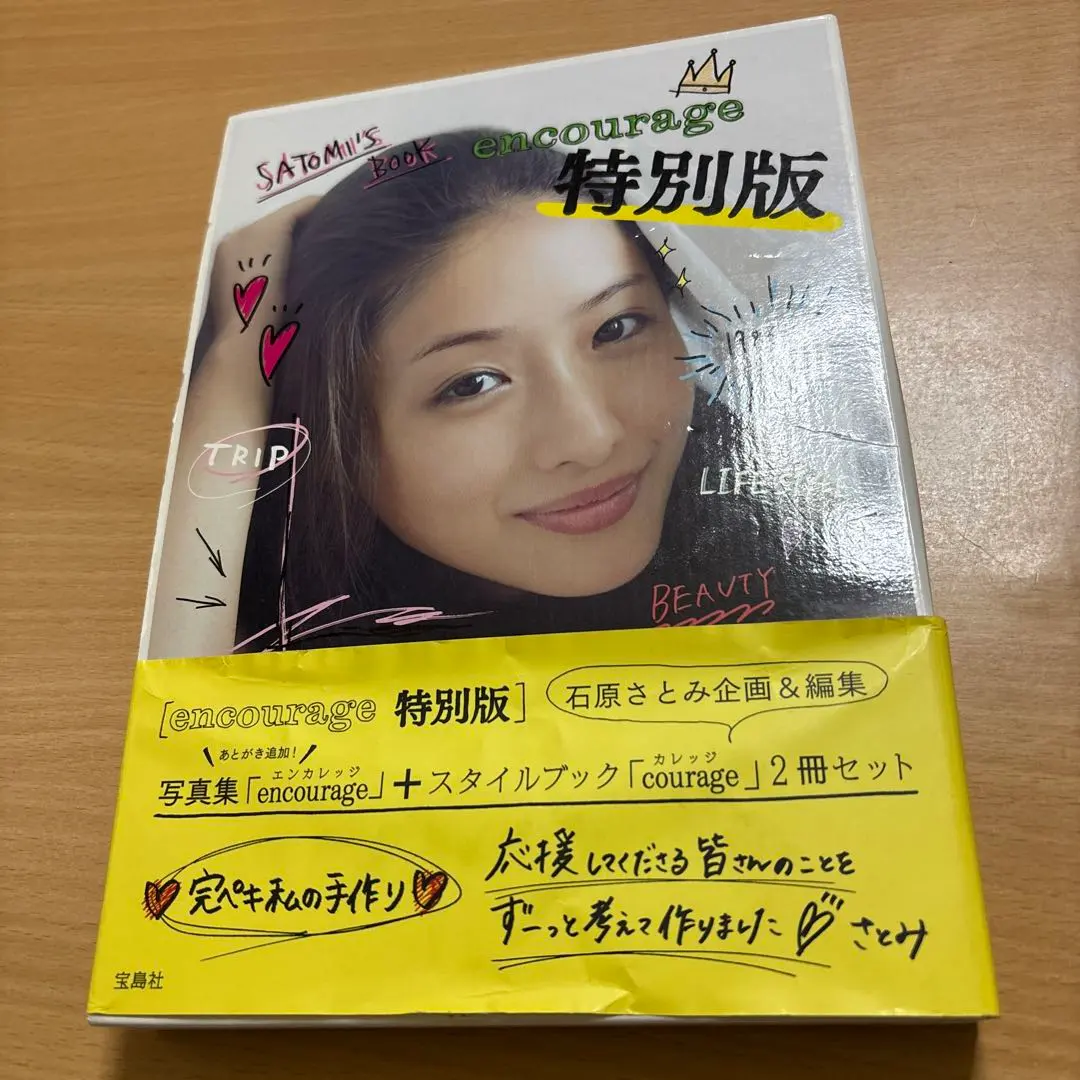 SATOMI'S
BOOK
encourage
特別版
TRIP
LIFE
BEAUTY
[encourage 特別版]
石原さとみ企画&編集
あとがき追加!
エンカレッジ
カレッジ
写真集「encourage」+スタイルブック「courage」2冊セット
完ペキ私の手作り
応援してくださる皆さんのことを
ずーっと考えて作りました
さとみ
宝島社